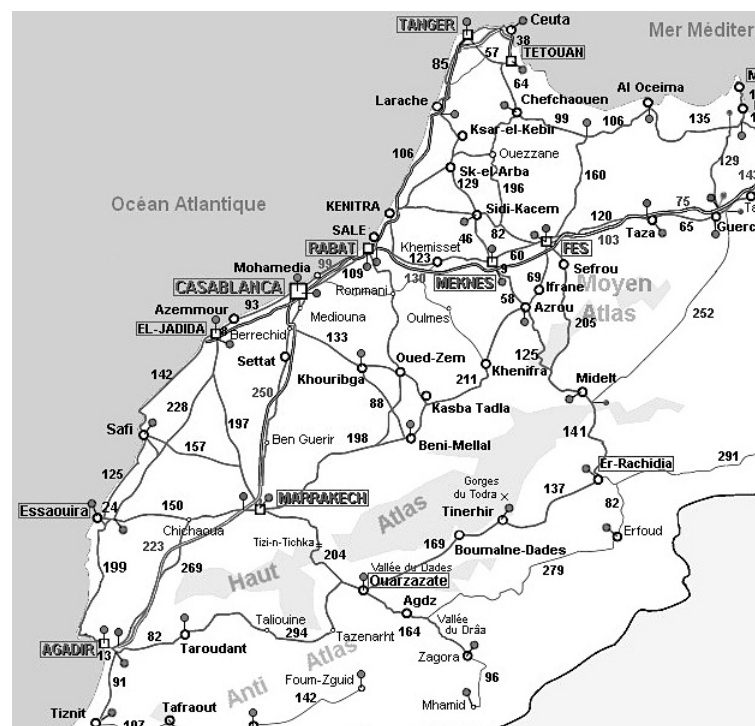 Ceuta
TANGER
38
Mer Méditer
57
TETOUAN
85
64
Al Oceima
Larache
Chefchaouen
99
106
135
Ksar-el-Kebir
Ouezzane
129
106
Sk-el-Arba
160
143
129
196
75
Océan Atlantique
KENITRA
Sidi-Kacem
120
SALE
46
82
103
Taza
65
Guerc
RABAT
Khemisset
60
FES
99
123
Mohamedia
109
130
MEKNES
9
69
Sefrou
CASABLANCA
Rommani
Ifrane
Moyen
Azemmour
93
58
Azrou
Atlas
EL-JADIDA
8
Mediouna
Oulmes
205
252
Berrechid
133
142
Settat
Oued-Zem
125
Khouribga
211
Khenifra
Midelt
228
250
88
Kasba Tadla
197
Safi
Ben Guerir
198
Beni-Mellal
141
157
291
125
Er-Rachidia
Gorges
du Todra
137
24
150
MARRAKECH
82
Essaouira
Tinerhir
Chichaoua
Atlas
Erfoud
Tizi-n-Tichka
169
Boumalne-Dades
223
204
199
269
Vallée du Dades
279
Haut
Ouarzazate
Agdz
Taliouine
164
Vallée
du Drâa
AGADIR
82
294
Tazenarht
13
Taroudant
Atlas
Zagora
91
Foum-Zguid
96
Anti
142
Mhamid
Tiznit
Tafraout
107